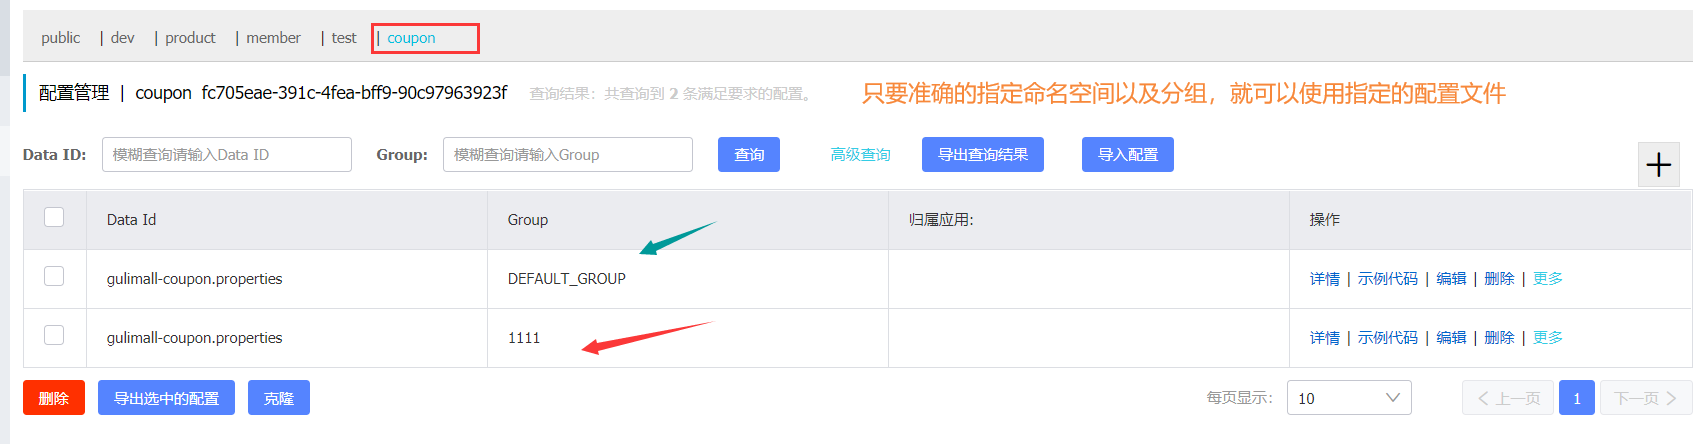 public | dev | product | member | test | coupon
配置管理 | coupon fc705eae-391c-4fea-bff9-90c97963923f 查询结果：共查询到 2 条满足要求的配置。 只要准确的指定命名空间以及分组，就可以使用指定的配置文件
Data ID: 模糊查询请输入Data ID Group: 模糊查询请输入Group 查询 高级查询 导出查询结果 导入配置
Data Id Group 归属应用: 操作
gulimall-coupon.properties DEFAULT_GROUP 详情 | 示例代码 | 编辑 | 删除 | 更多
gulimall-coupon.properties 1111 详情 | 示例代码 | 编辑 | 删除 | 更多
删除 导出选中的配置 克隆 每页显示: 10 上一页 1 下一页